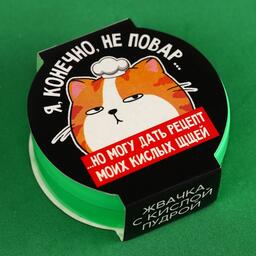 Я, КОНЕЧНО, НЕ ПОВАР...
...НО МОГУ ДАТЬ РЕЦЕПТ
МОИХ КИСЛЫХ ЩЩЕЙ
ЖВАЧКА
С КИСЛОЙ
ПУДРОЙ